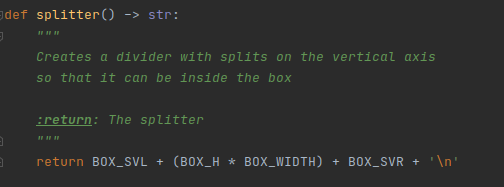 def splitter() -> str:
"""
Creates a divider with splits on the vertical axis
so that it can be inside the box
:return: The splitter
"""
return BOX_SVL + (BOX_H * BOX_WIDTH) + BOX_SVR + '\n'